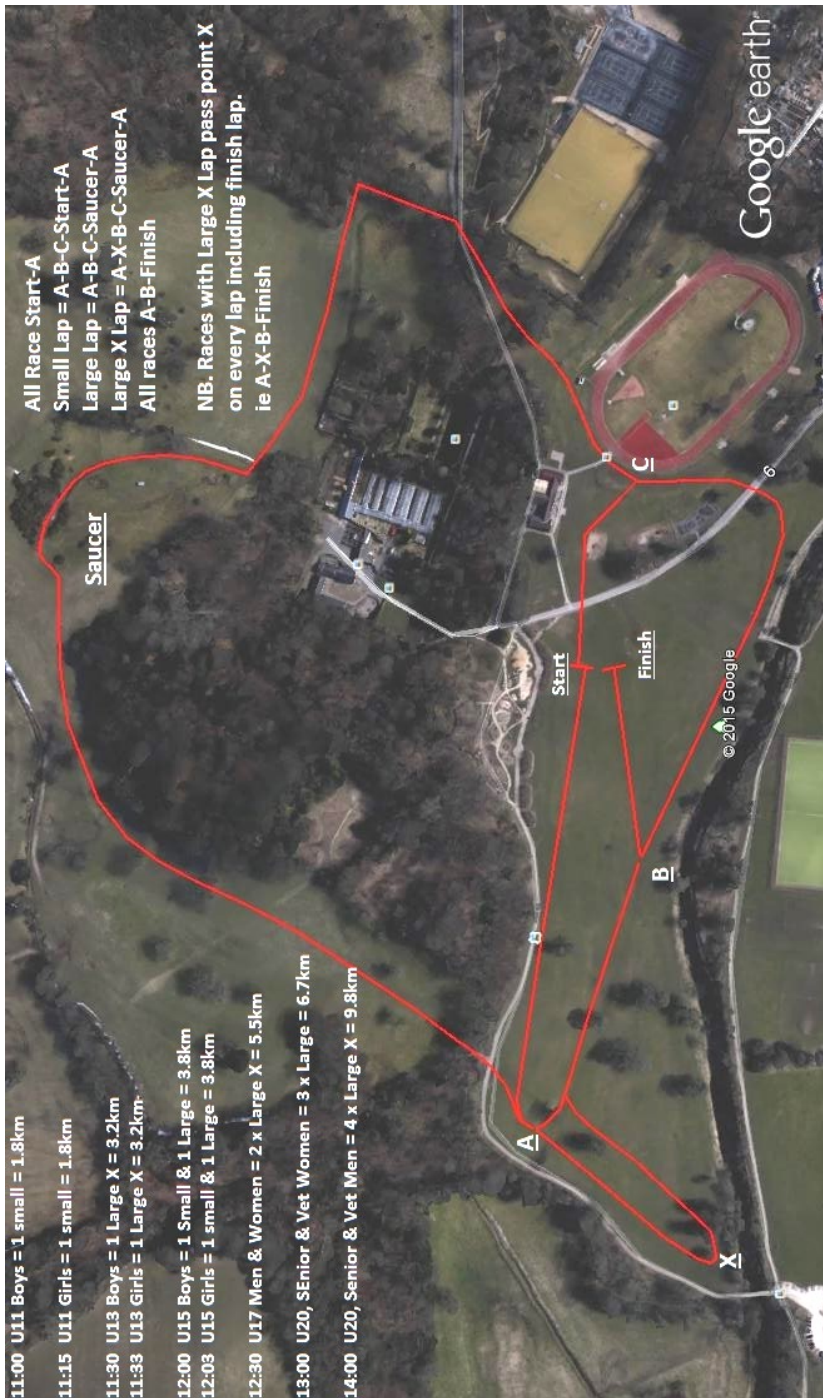 11:00 U11 Boys = 1 small = 1.8km
11:15 U11 Girls = 1 small = 1.8km
11:30 U13 Boys = 1 Large X = 3.2km
11:33 U13 Girls = 1 Large X = 3.2km-
12:00 U15 Boys = 1 Small & 1 Large = 3.8km
12:03 U15 Girls = 1 small & 1 Large = 3.8km
12:30 U17 Men & Women = 2 x Large X = 5.5km
13:00 U20, SEnior & Vet Women = 3 x Large = 6.7km
14:00 U20, Senior & Vet Men = 4 x Large X = 9.8km
All Race Start-A
Small Lap = A-B-C-Start-A
Large Lap = A-B-C-Saucer-A
Large X Lap = A-X-B-C-Saucer-A
All races A-B-Finish
NB. Races with Large X Lap pass point X
on every lap including finish lap.
ie A-X-B-Finish
Saucer
Start
Finish
A
B
C
X
6
© 2015 Google
Google earth